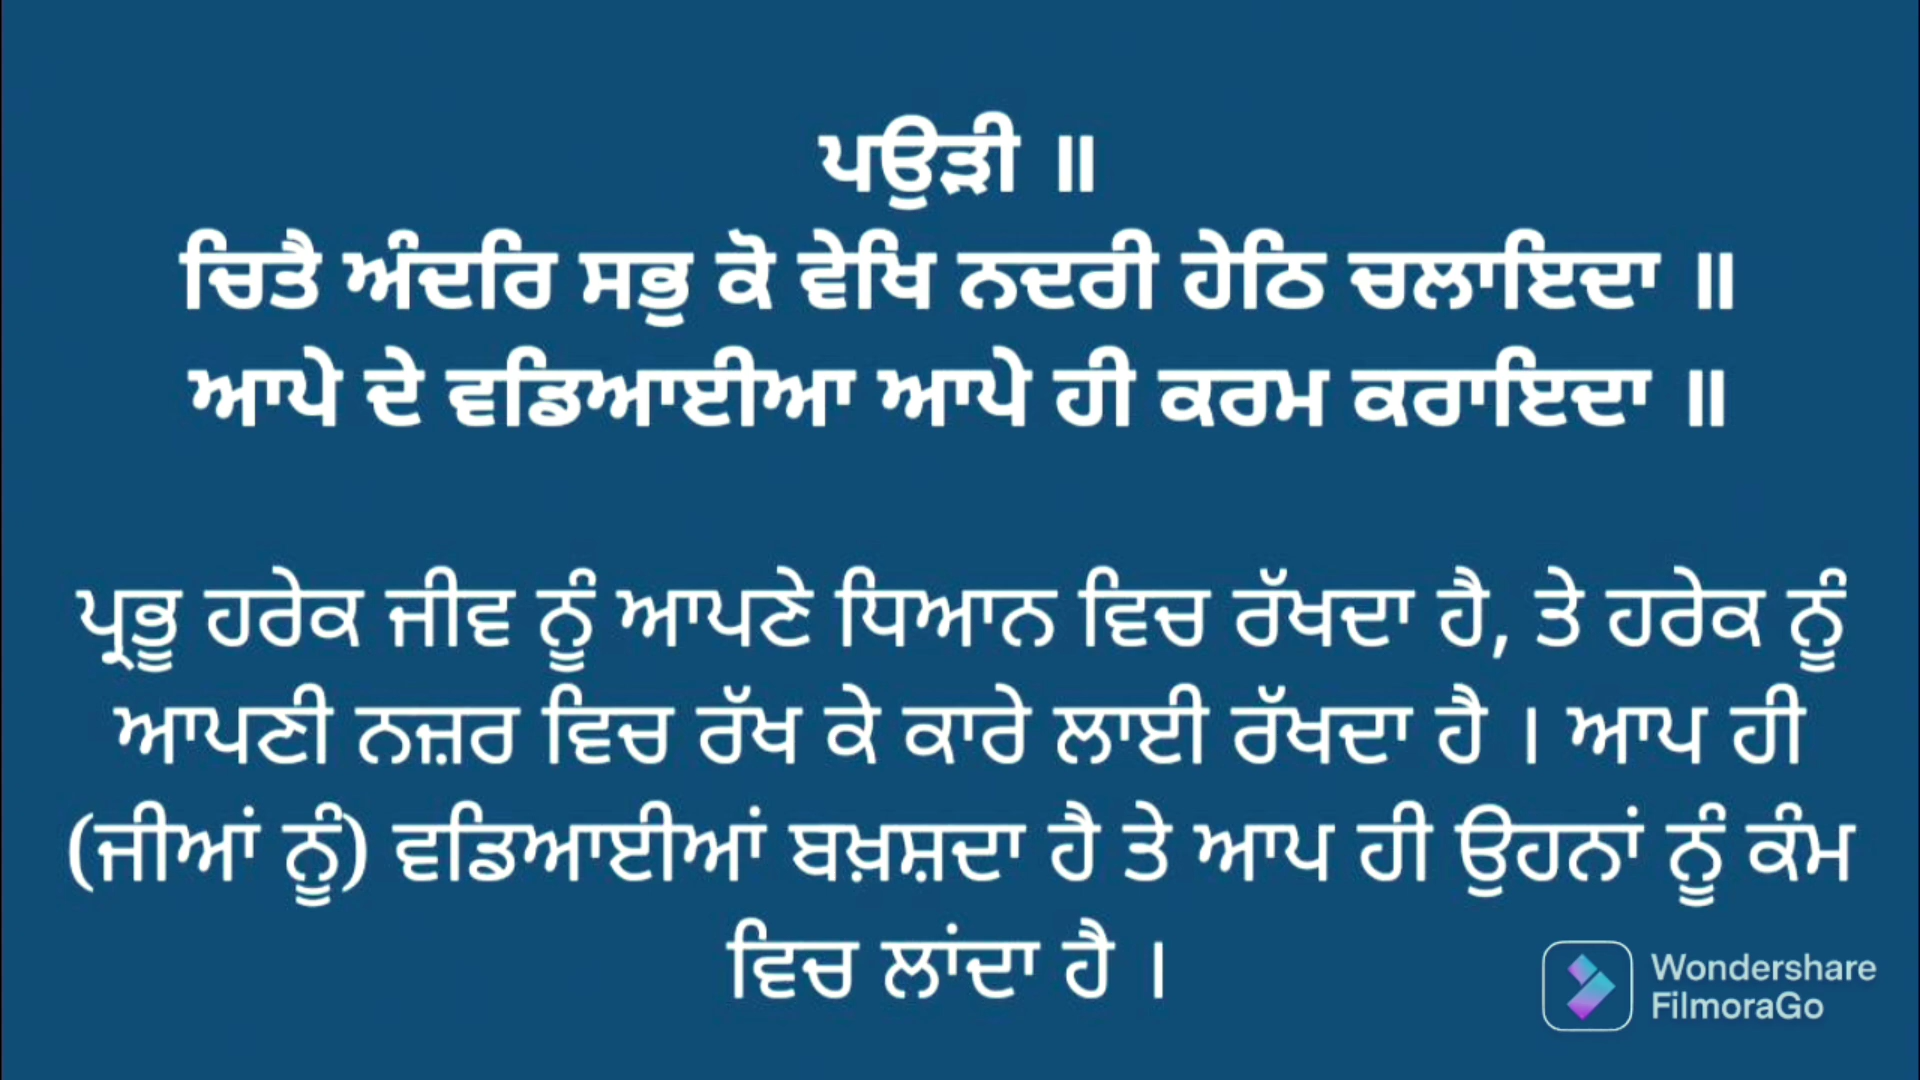 ਪਉੜੀ ॥
ਚਿਤੈ ਅੰਦਰਿ ਸਭੁ ਕੋ ਵੇਖਿ ਨਦਰੀ ਹੇਠਿ ਚਲਾਇਦਾ ॥
ਆਪੇ ਦੇ ਵਡਿਆਈਆ ਆਪੇ ਹੀ ਕਰਮ ਕਰਾਇਦਾ ॥
ਪ੍ਰਭੂ ਹਰੇਕ ਜੀਵ ਨੂੰ ਆਪਣੇ ਧਿਆਨ ਵਿਚ ਰੱਖਦਾ ਹੈ, ਤੇ ਹਰੇਕ ਨੂੰ
ਆਪਣੀ ਨਜ਼ਰ ਵਿਚ ਰੱਖ ਕੇ ਕਾਰੇ ਲਾਈ ਰੱਖਦਾ ਹੈ । ਆਪ ਹੀ
(ਜੀਆਂ ਨੂੰ) ਵਡਿਆਈਆਂ ਬਖ਼ਸ਼ਦਾ ਹੈ ਤੇ ਆਪ ਹੀ ਉਹਨਾਂ ਨੂੰ ਕੰਮ
ਵਿਚ ਲਾਂਦਾ ਹੈ ।
Wondershare
FilmoraGo